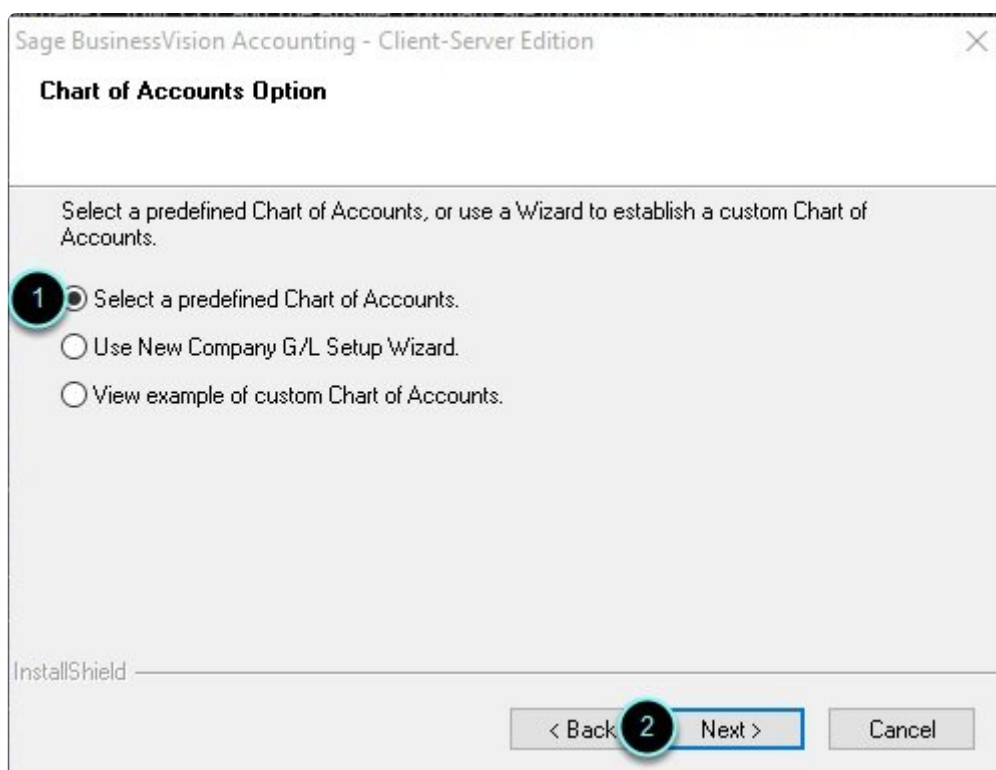 Sage BusinessVision Accounting - Client-Server Edition
Chart of Accounts Option
Select a predefined Chart of Accounts, or use a Wizard to establish a custom Chart of
Accounts.
1 Select a predefined Chart of Accounts.
Use New Company G/L Setup Wizard.
View example of custom Chart of Accounts.
InstallShield
< Back 2 Next > Cancel